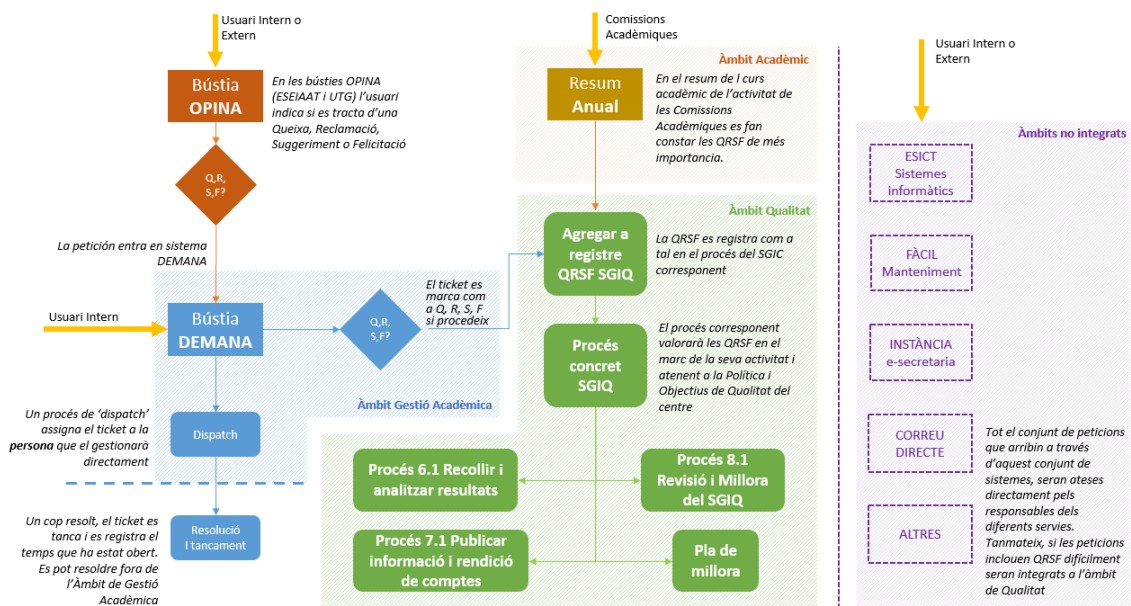 Usuari Intern o
Extern
Bústia
OPINA
En les bústies OPINA
(ESEIAAT i UTG) l’usuari
indica si es tracta d’una
Queixa, Reclamació,
Suggeriment o Felicitació
Q,R,
S,F?
La petición entra en sistema
DEMANA
Usuari Intern
Bústia
DEMANA
Q,R,
S,F?
El ticket es
marca com
a Q, R, S, F
si procedeix
Àmbit Gestió Acadèmica
Un procés de ‘dispatch’
assigna el ticket a la
persona que el gestionarà
directament
Dispatch
Un cop resolt, el ticket es
tanca i es registra el
temps que ha estat obert.
Es pot resoldre fora de
l’Àmbit de Gestió
Acadèmica
Resolució
I tancament
Comissions
Acadèmiques
Àmbit Acadèmic
Resum
Anual
En el resum de l curs
acadèmic de l’activitat de
les Comissions
Acadèmiques es fan
constar les QRSF de més
importancia.
Àmbit Qualitat
Agregar a
registre
QRSF SGIQ
La QRSF es registra com a
tal en el procés del SGIC
corresponent
Procés
concret
SGIQ
El procés corresponent
valorarà les QRSF en el
marc de la seva activitat i
atenent a la Política i
Objectius de Qualitat del
centre
Procés 6.1 Recollir i
analitzar resultats
Procés 8.1
Revisió i Millora
del SGIQ
Procés 7.1 Publicar
informació i rendició
de comptes
Pla de
millora
Usuari Intern o
Extern
Àmbits no integrats
ESICT
Sistemes
informàtics
FÀCIL
Manteniment
INSTÀNCIA
e-secretaria
CORREU
DIRECTE
ALTRES
Tot el conjunt de peticions
que arribin a través
d’aquest conjunt de
sistemes, seran ateses
directament pels
responsables dels
diferents servies.
Tanmateix, si les peticions
inclouen QRSF difícilment
seran integrats a l’àmbit
de Qualitat